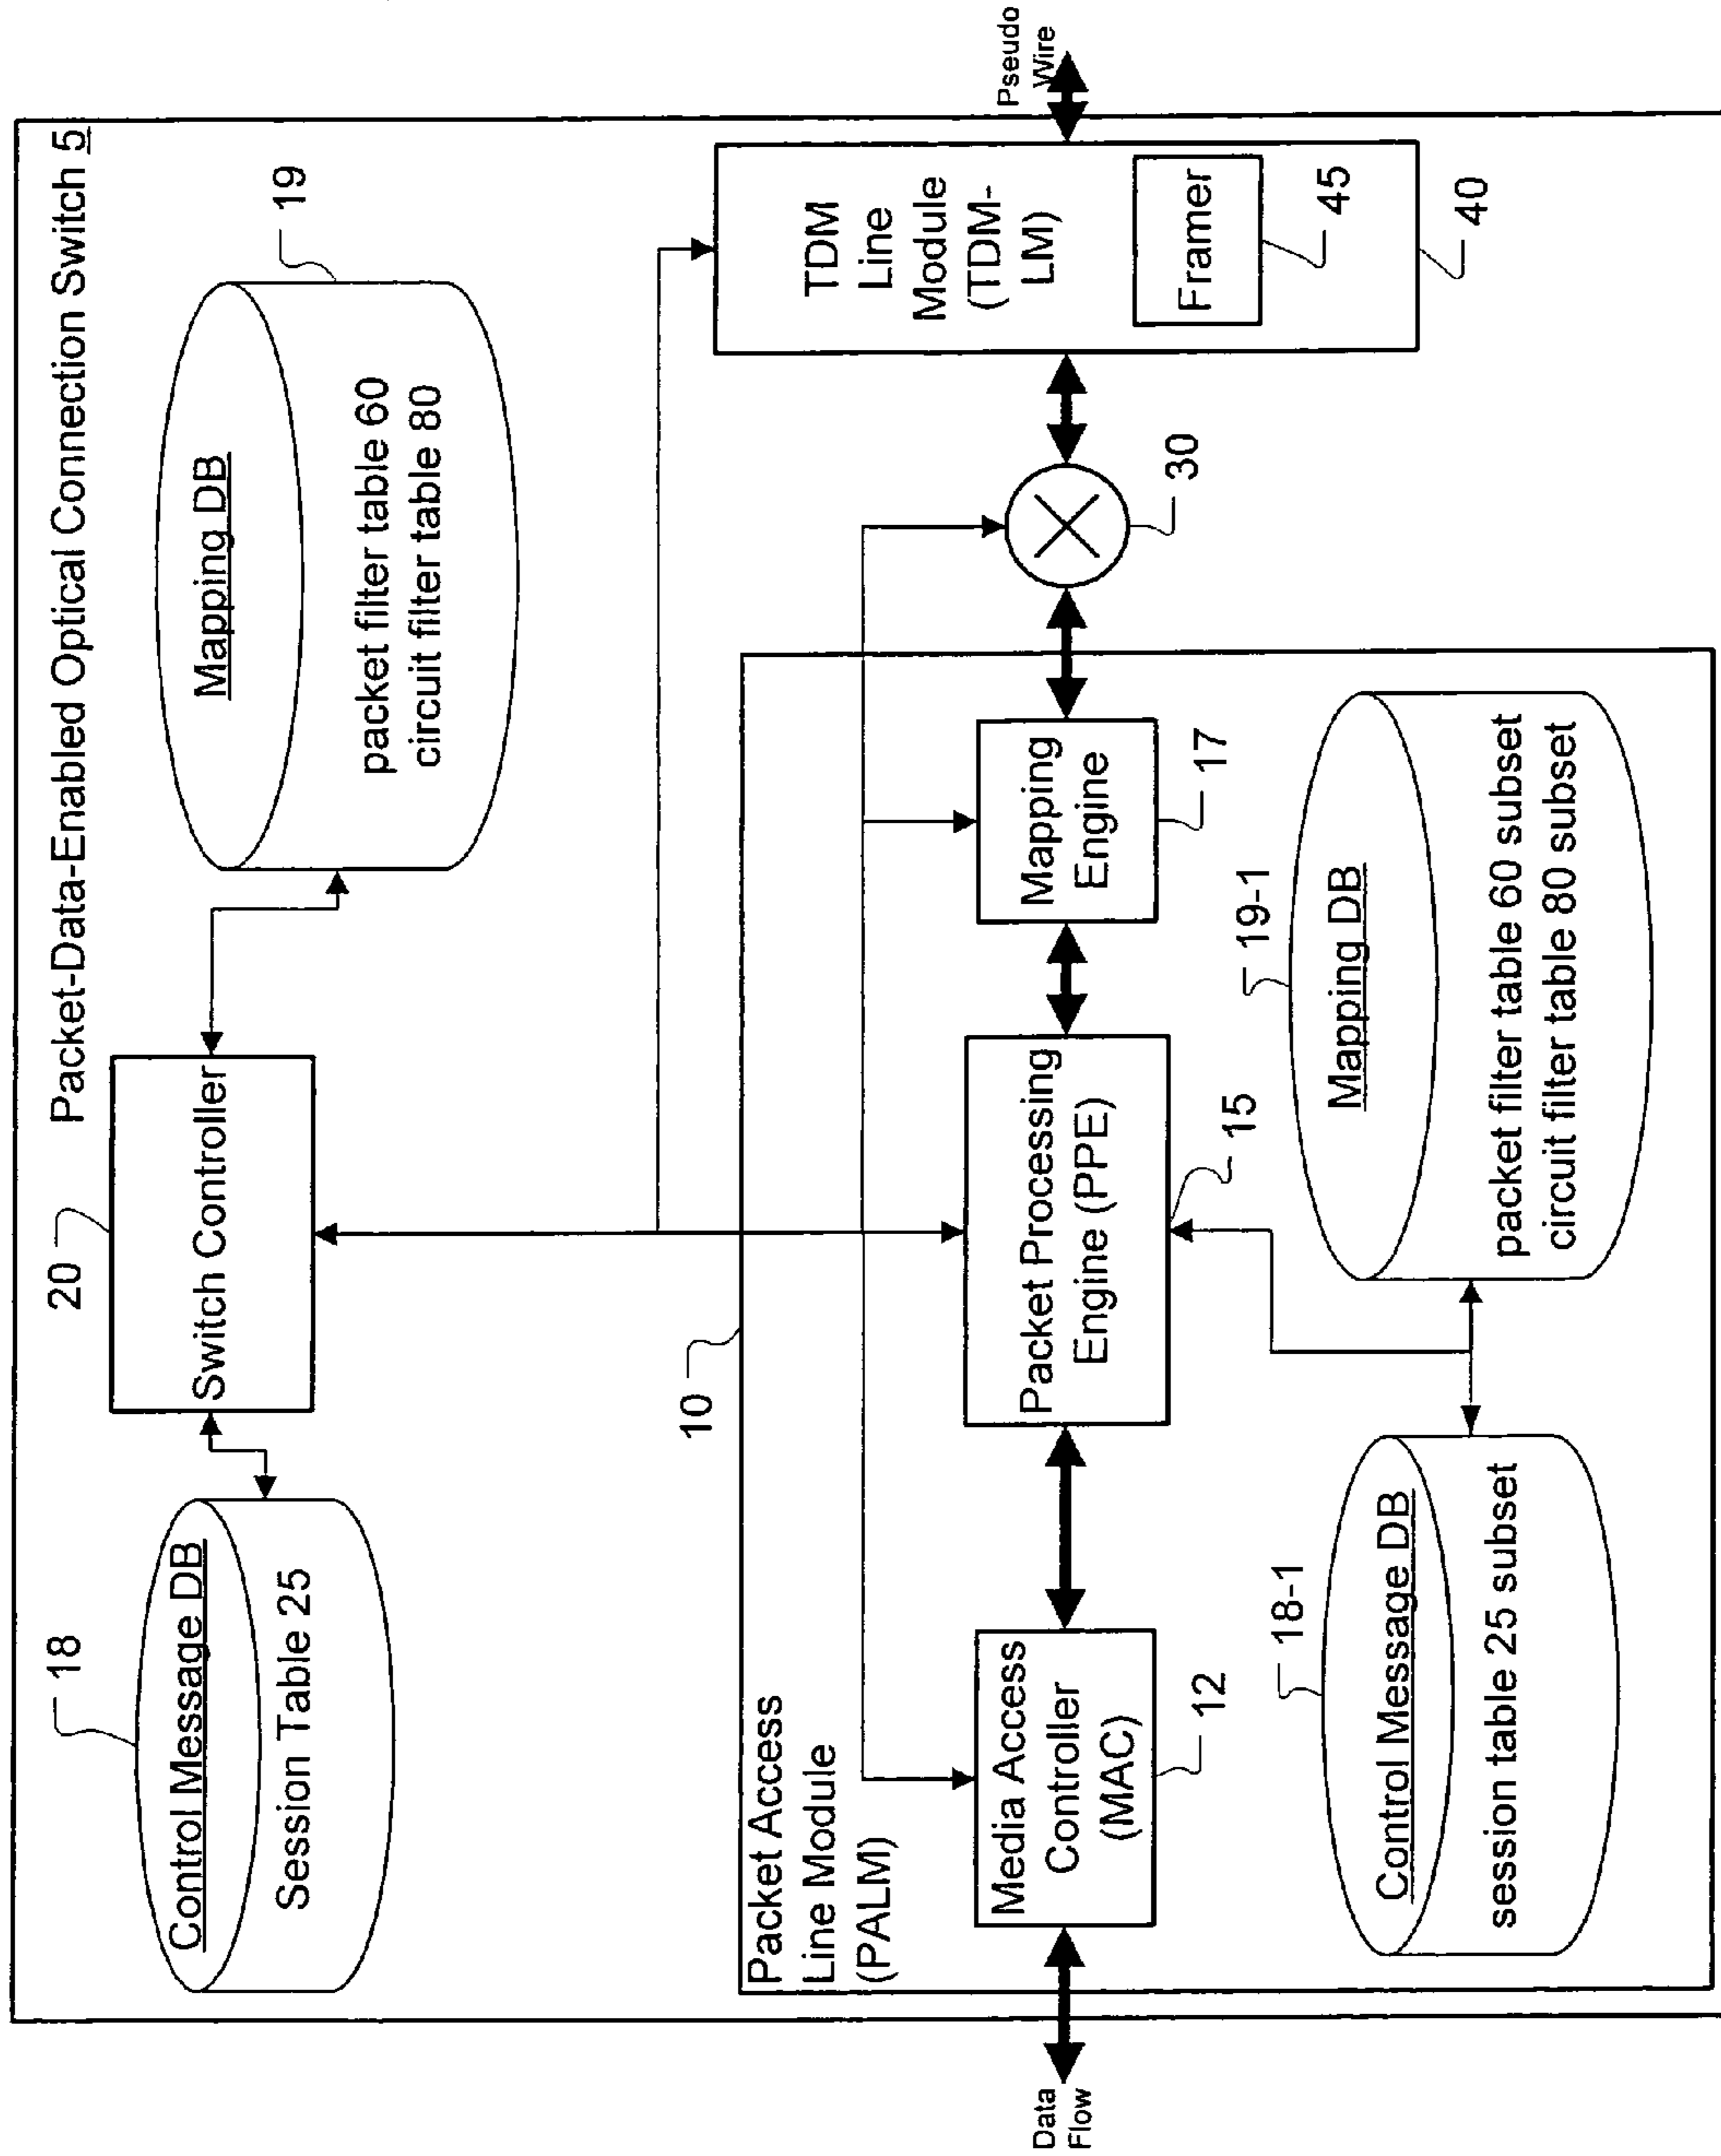 Packet-Data-Enabled Optical Connection Switch 5
18
Control Message DB
Session Table 25
20
Switch Controller
19
Mapping DB
packet filter table 60
circuit filter table 80
10
Packet Access
Line Module
(PALM)
Data
Flow
Media Access
Controller
(MAC)
12
Packet Processing
Engine (PPE)
15
Mapping
Engine
17
30
TDM
Line
Module
(TDM-
LM)
Framer
45
40
Pseudo
Wire
18-1
Control Message DB
session table 25 subset
19-1
Mapping DB
packet filter table 60 subset
circuit filter table 80 subset